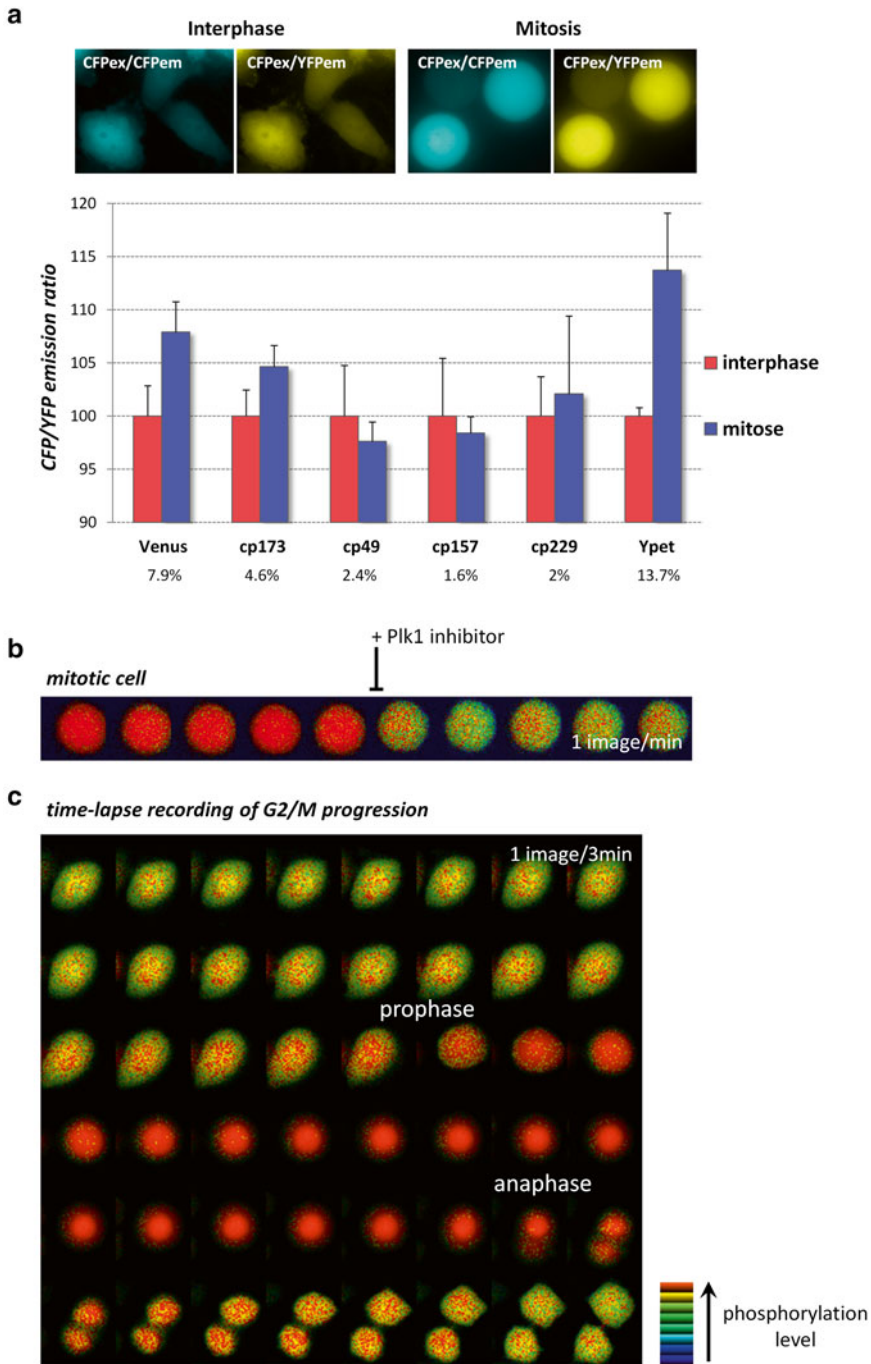 a
Interphase
Mitosis
CFPex/CFPem
CFPex/YFPem
CFPex/CFPem
CFPex/YFPem
CFP/YFP emission ratio
120
115
110
105
100
95
90
interphase
mitose
Venus cp173 cp49 cp157 cp229 Ypet
7.9% 4.6% 2.4% 1.6% 2% 13.7%
b
+ Plk1 inhibitor
mitotic cell
1 image/min
c
time-lapse recording of G2/M progression
1 image/3min
prophase
anaphase
phosphorylation
level